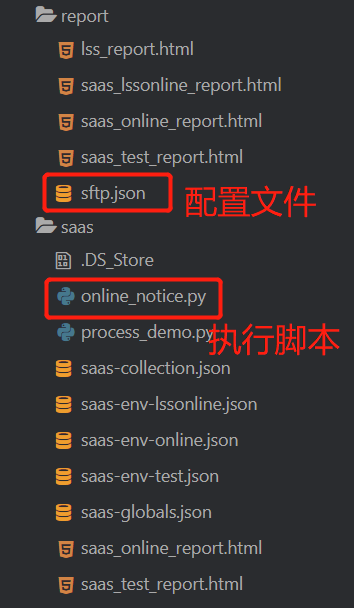 report
lss_report.html
saas_lssonline_report.html
saas_online_report.html
saas_test_report.html
sftp.json
配置文件
saas
.DS_Store
online_notice.py
process_demo.py
执行脚本
saas-collection.json
saas-env-lssonline.json
saas-env-online.json
saas-env-test.json
saas-globals.json
saas_online_report.html
saas_test_report.html